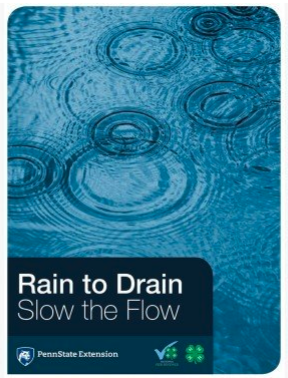 Rain to Drain
Slow the Flow
PennState Extension